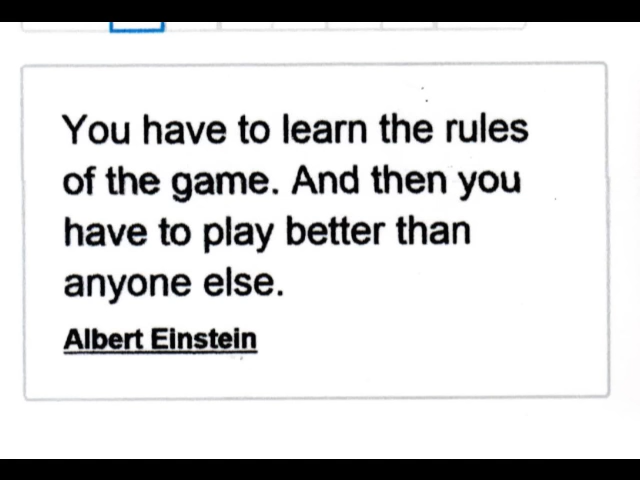 You have to learn the rules
of the game. And then you
have to play better than
anyone else.
Albert Einstein